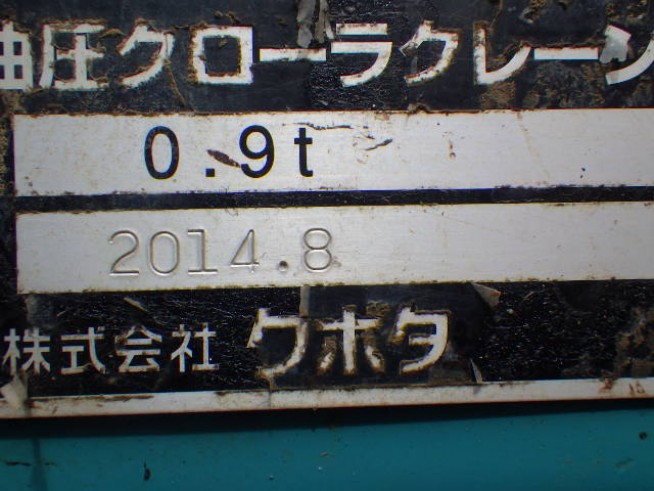 油圧クローラクレーン
0.9t
2014.8
株式会社 クボタ